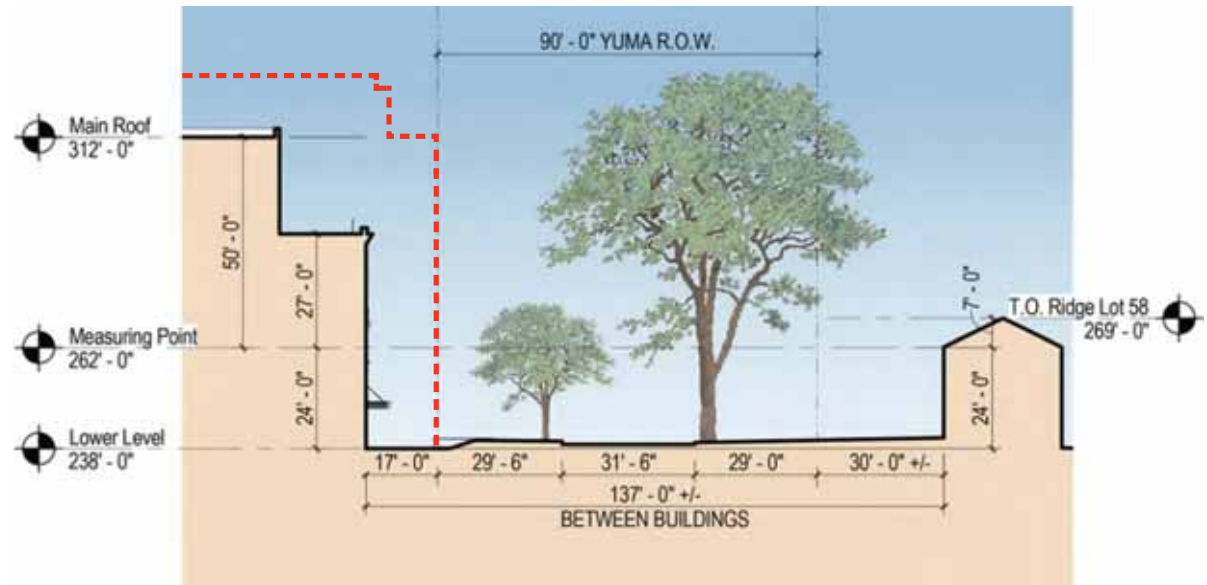 90' - 0" YUMA R.O.W.
Main Roof
312' - 0"
50' - 0"
27' - 0"
7' - 0"
T.O. Ridge Lot 58
269' - 0"
Measuring Point
262' - 0"
24' - 0"
24' - 0"
Lower Level
238' - 0"
17' - 0" 29' - 6" 31' - 6" 29' - 0" 30' - 0" +/-
137' - 0" +/-
BETWEEN BUILDINGS